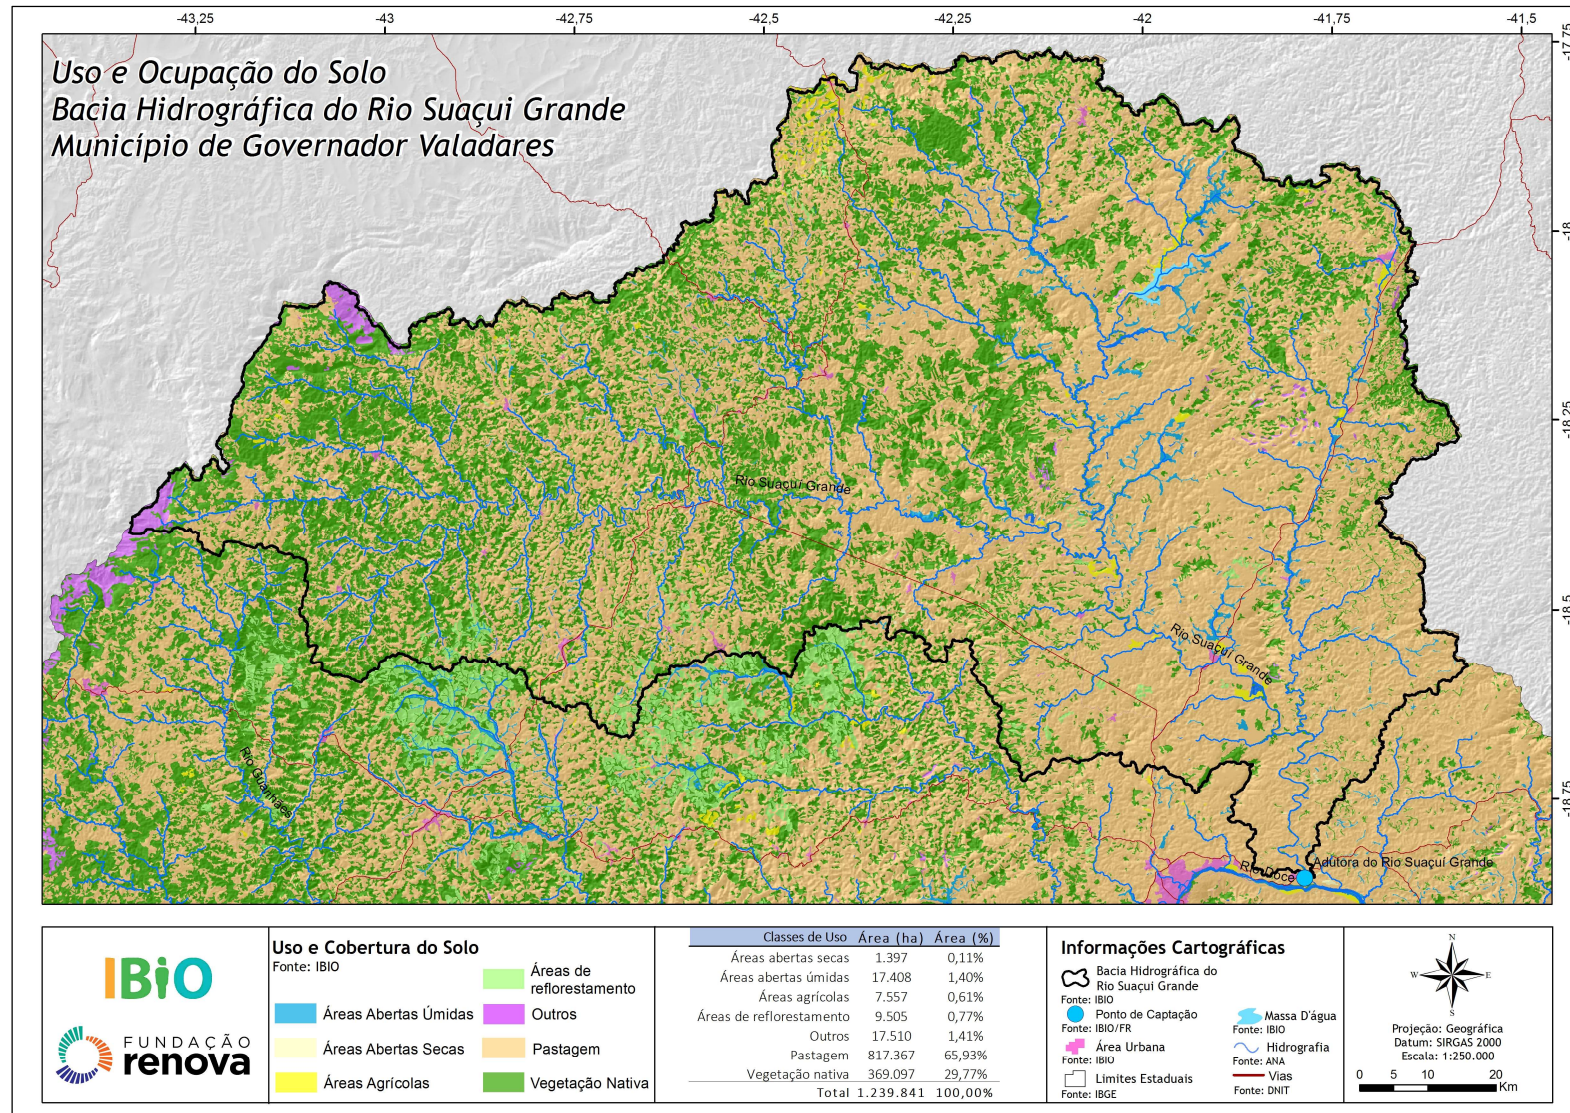 -43,25 -43 -42,75 -42,5 -42,25 -42 -41,75 -41,5
Uso e Ocupação do Solo
Bacia Hidrográfica do Rio Suaçui Grande
Município de Governador Valadares
-17,75
-18
-18,25
-18,5
-18,75
Rio Suaçuí Grande
Rio Suaçuí Grande
Rio Guanhães
Rio Doce
Adutora do Rio Suaçuí Grande
IBiO
FUNDAÇÃO
renova
Uso e Cobertura do Solo
Fonte: IBIO
Áreas Abertas Úmidas
Áreas Abertas Secas
Áreas Agrícolas
Áreas de
reflorestamento
Outros
Pastagem
Vegetação Nativa
Classes de Uso Área (ha) Área (%)
Áreas abertas secas 1.397 0,11%
Áreas abertas úmidas 17.408 1,40%
Áreas agrícolas 7.557 0,61%
Áreas de reflorestamento 9.505 0,77%
Outros 17.510 1,41%
Pastagem 817.367 65,93%
Vegetação nativa 369.097 29,77%
Total 1.239.841 100,00%
Informações Cartográficas
Bacia Hidrográfica do
Rio Suaçui Grande
Fonte: IBIO
Ponto de Captação
Fonte: IBIO/FR
Área Urbana
Fonte: IBIO
Limites Estaduais
Fonte: IBGE
Massa D'água
Fonte: IBIO
Hidrografia
Fonte: ANA
Vias
Fonte: DNIT
N
W E
S
Projeção: Geográfica
Datum: SIRGAS 2000
Escala: 1:250.000
0 5 10 20
Km